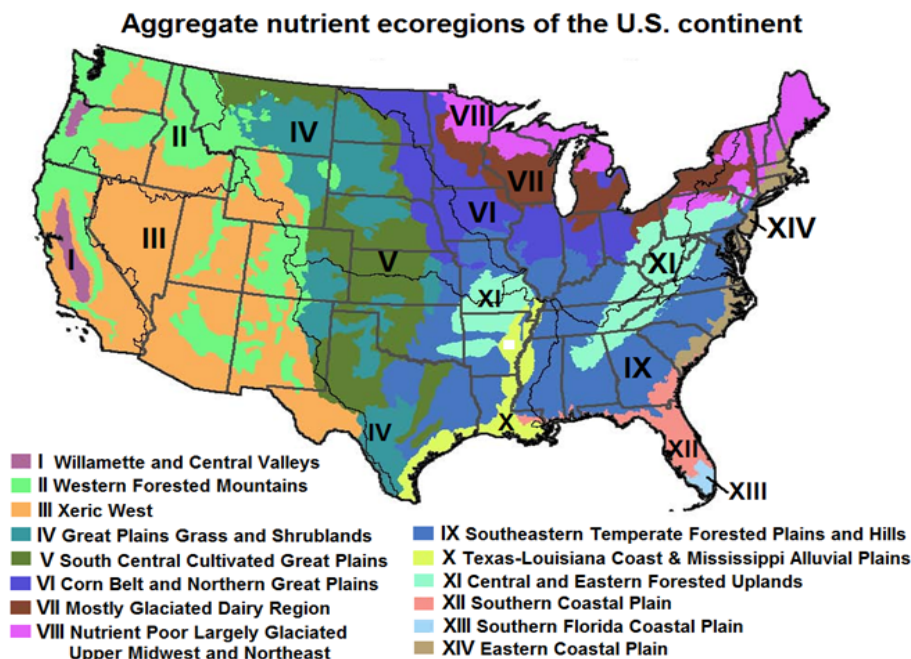 Aggregate nutrient ecoregions of the U.S. continent
VIII
II
IV
VII
VI
III
XIV
I
V
XI
XI
IX
X
IV
XII
XIII
I Willamette and Central Valleys
II Western Forested Mountains
III Xeric West
IV Great Plains Grass and Shrublands
V South Central Cultivated Great Plains
VI Corn Belt and Northern Great Plains
VII Mostly Glaciated Dairy Region
VIII Nutrient Poor Largely Glaciated
Upper Midwest and Northeast
IX Southeastern Temperate Forested Plains and Hills
X Texas-Louisiana Coast & Mississippi Alluvial Plains
XI Central and Eastern Forested Uplands
XII Southern Coastal Plain
XIII Southern Florida Coastal Plain
XIV Eastern Coastal Plain